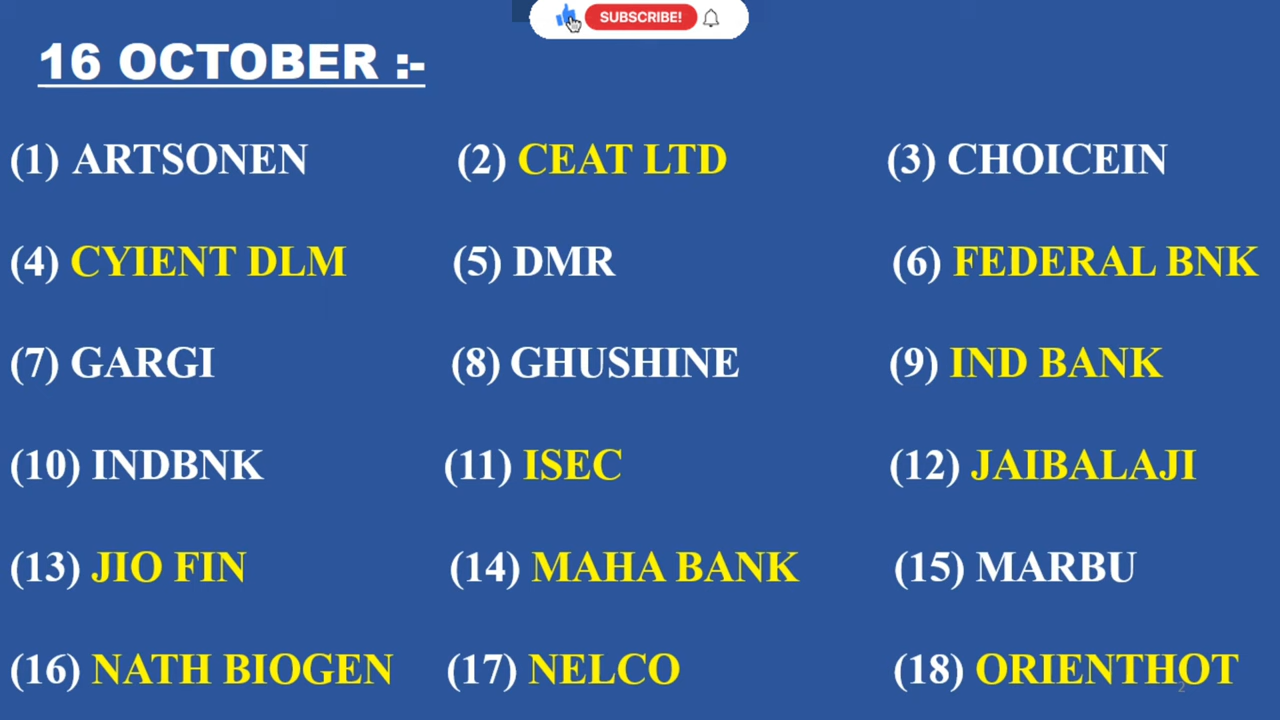 SUBSCRIBE!
16 OCTOBER :-
(1) ARTSONEN (2) CEAT LTD (3) CHOICEIN
(4) CYIENT DLM (5) DMR (6) FEDERAL BNK
(7) GARGI (8) GHUSHINE (9) IND BANK
(10) INDBNK (11) ISEC (12) JAIBALAJI
(13) JIO FIN (14) MAHA BANK (15) MARBU
(16) NATH BIOGEN (17) NELCO (18) ORIENTHOT
2